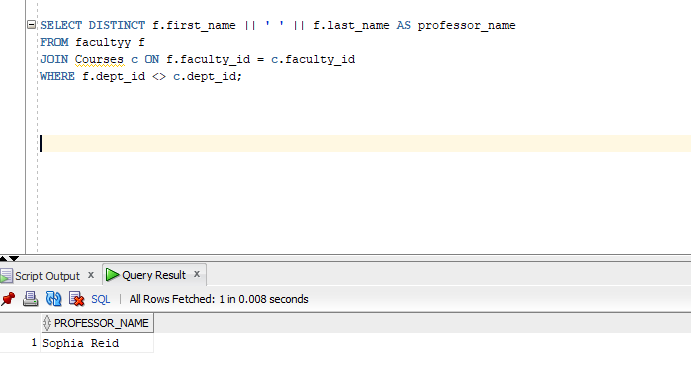 SELECT DISTINCT f.first_name || ' ' || f.last_name AS professor_name
FROM facultyy f
JOIN Courses c ON f.faculty_id = c.faculty_id
WHERE f.dept_id <> c.dept_id;
Script Output x Query Result x
SQL | All Rows Fetched: 1 in 0.008 seconds
PROFESSOR_NAME
1 Sophia Reid